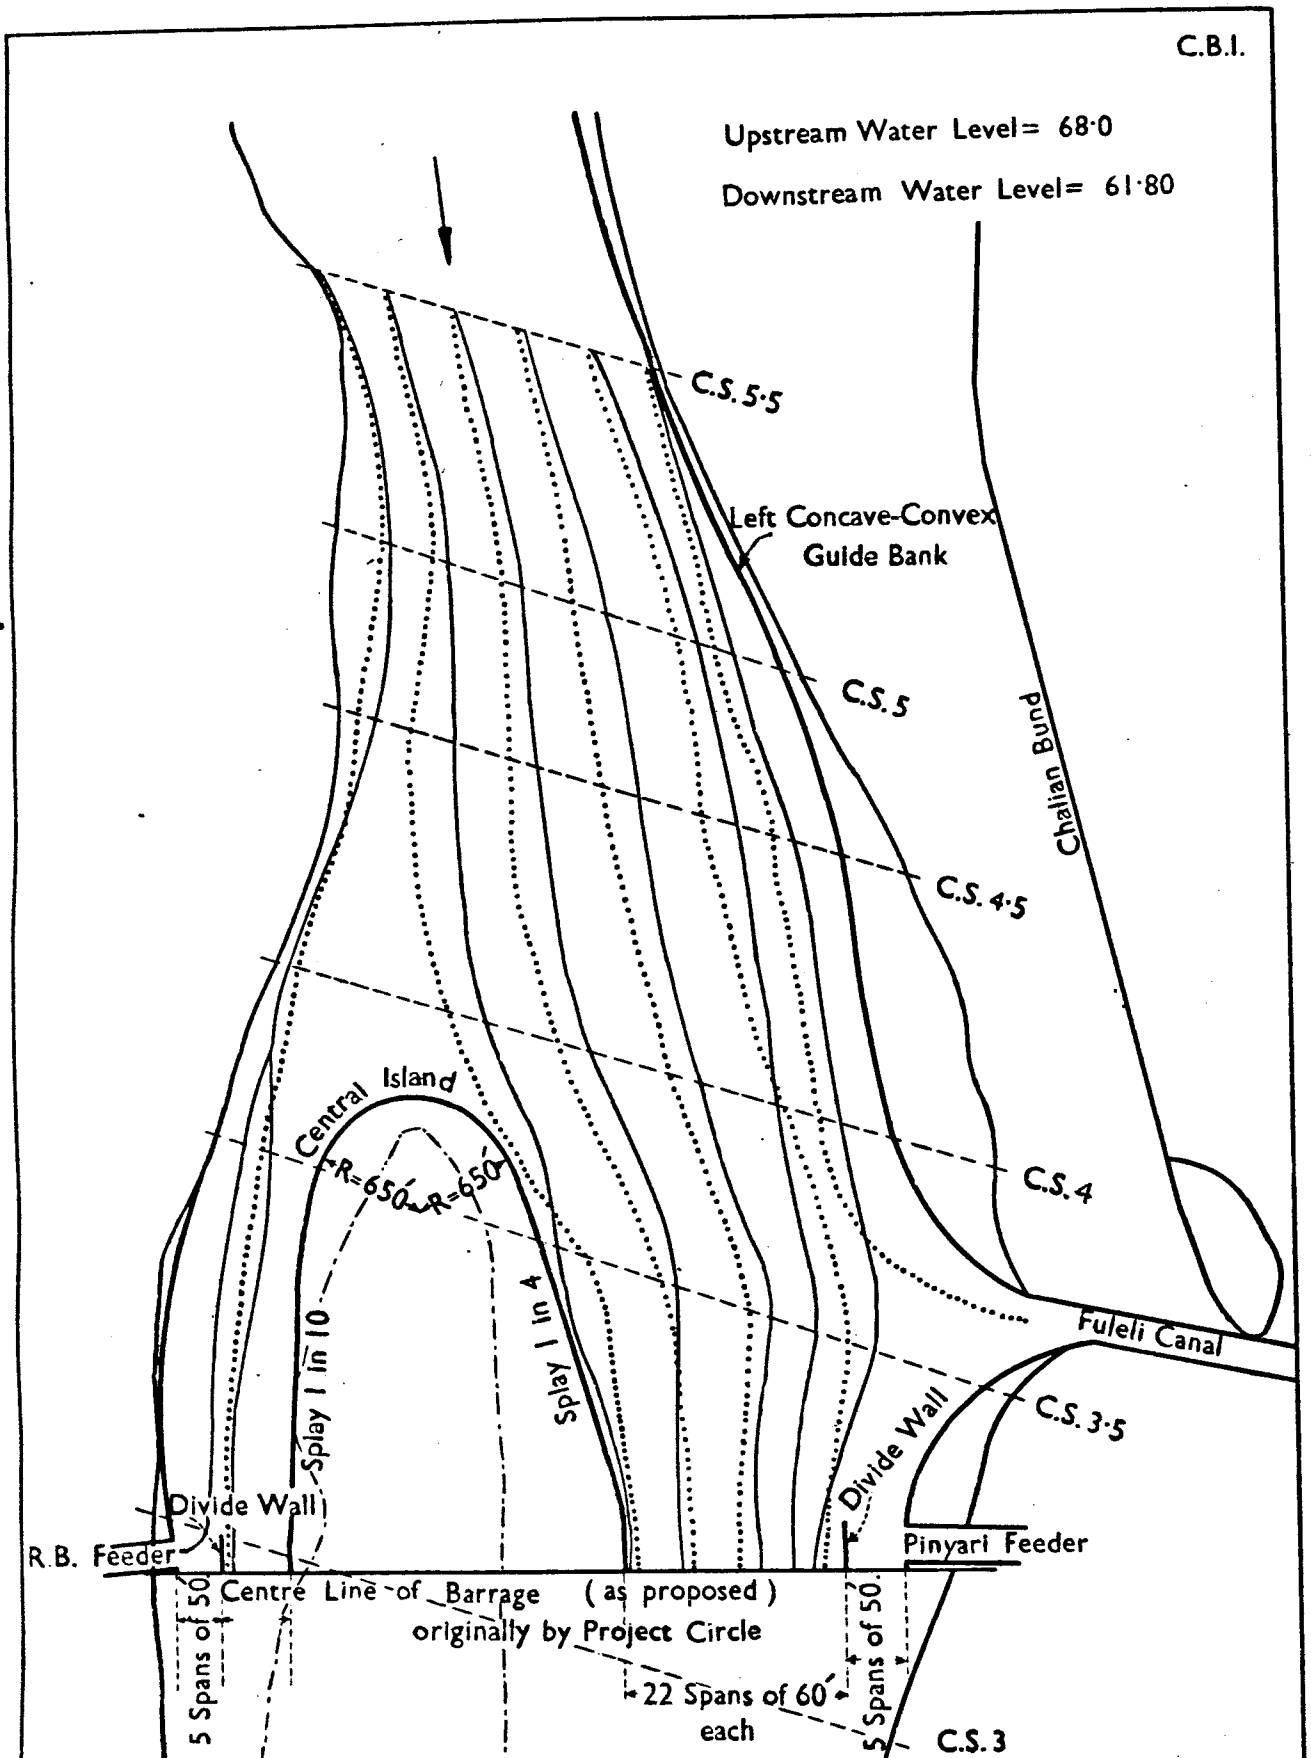 C.B.I.
Upstream Water Level= 68·0
Downstream Water Level= 61·80
C.S. 5·5
Left Concave-Convex
Guide Bank
C.S. 5
Chalian Bund
C.S. 4·5
Central Island
R=650′
R=650′
C.S. 4
Splay 1 in 10
Splay 1 in 4
Fuleli Canal
C.S. 3·5
Divide Wall
Divide Wall
R.B. Feeder
Pinyari Feeder
Centre Line of Barrage (as proposed)
originally by Project Circle
5 Spans of 50′
22 Spans of 60′
each
5 Spans of 50′
C.S. 3